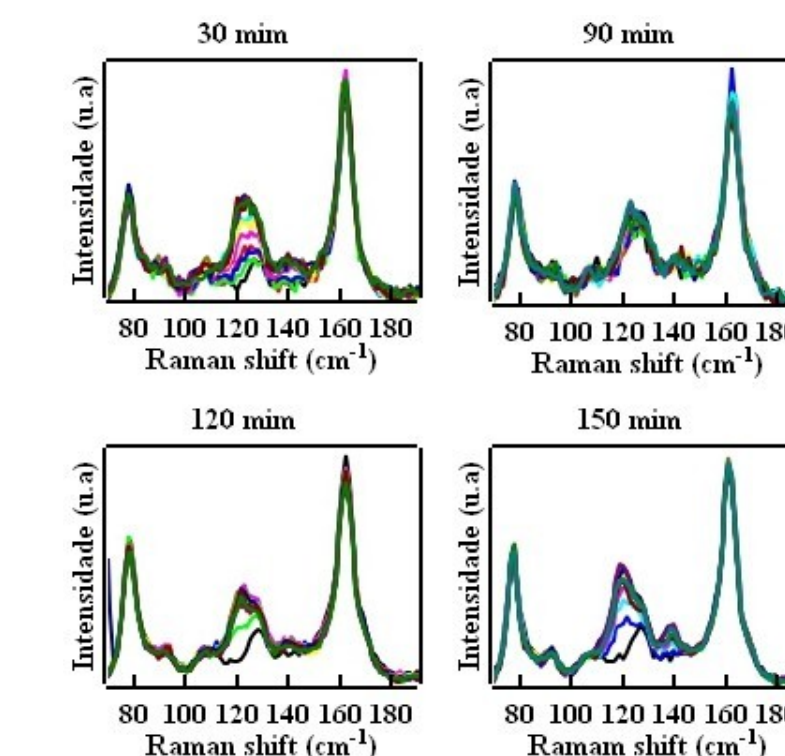 30 mim
Intensidade (u.a)
80 100 120 140 160 180
Raman shift (cm-1)
90 mim
Intensidade (u.a)
80 100 120 140 160
Raman shift (cm-1)
120 mim
Intensidade (u.a)
80 100 120 140 160 180
Raman shift (cm-1)
150 mim
Intensidade (u.a)
80 100 120 140 160
Ramam shift (cm-1)